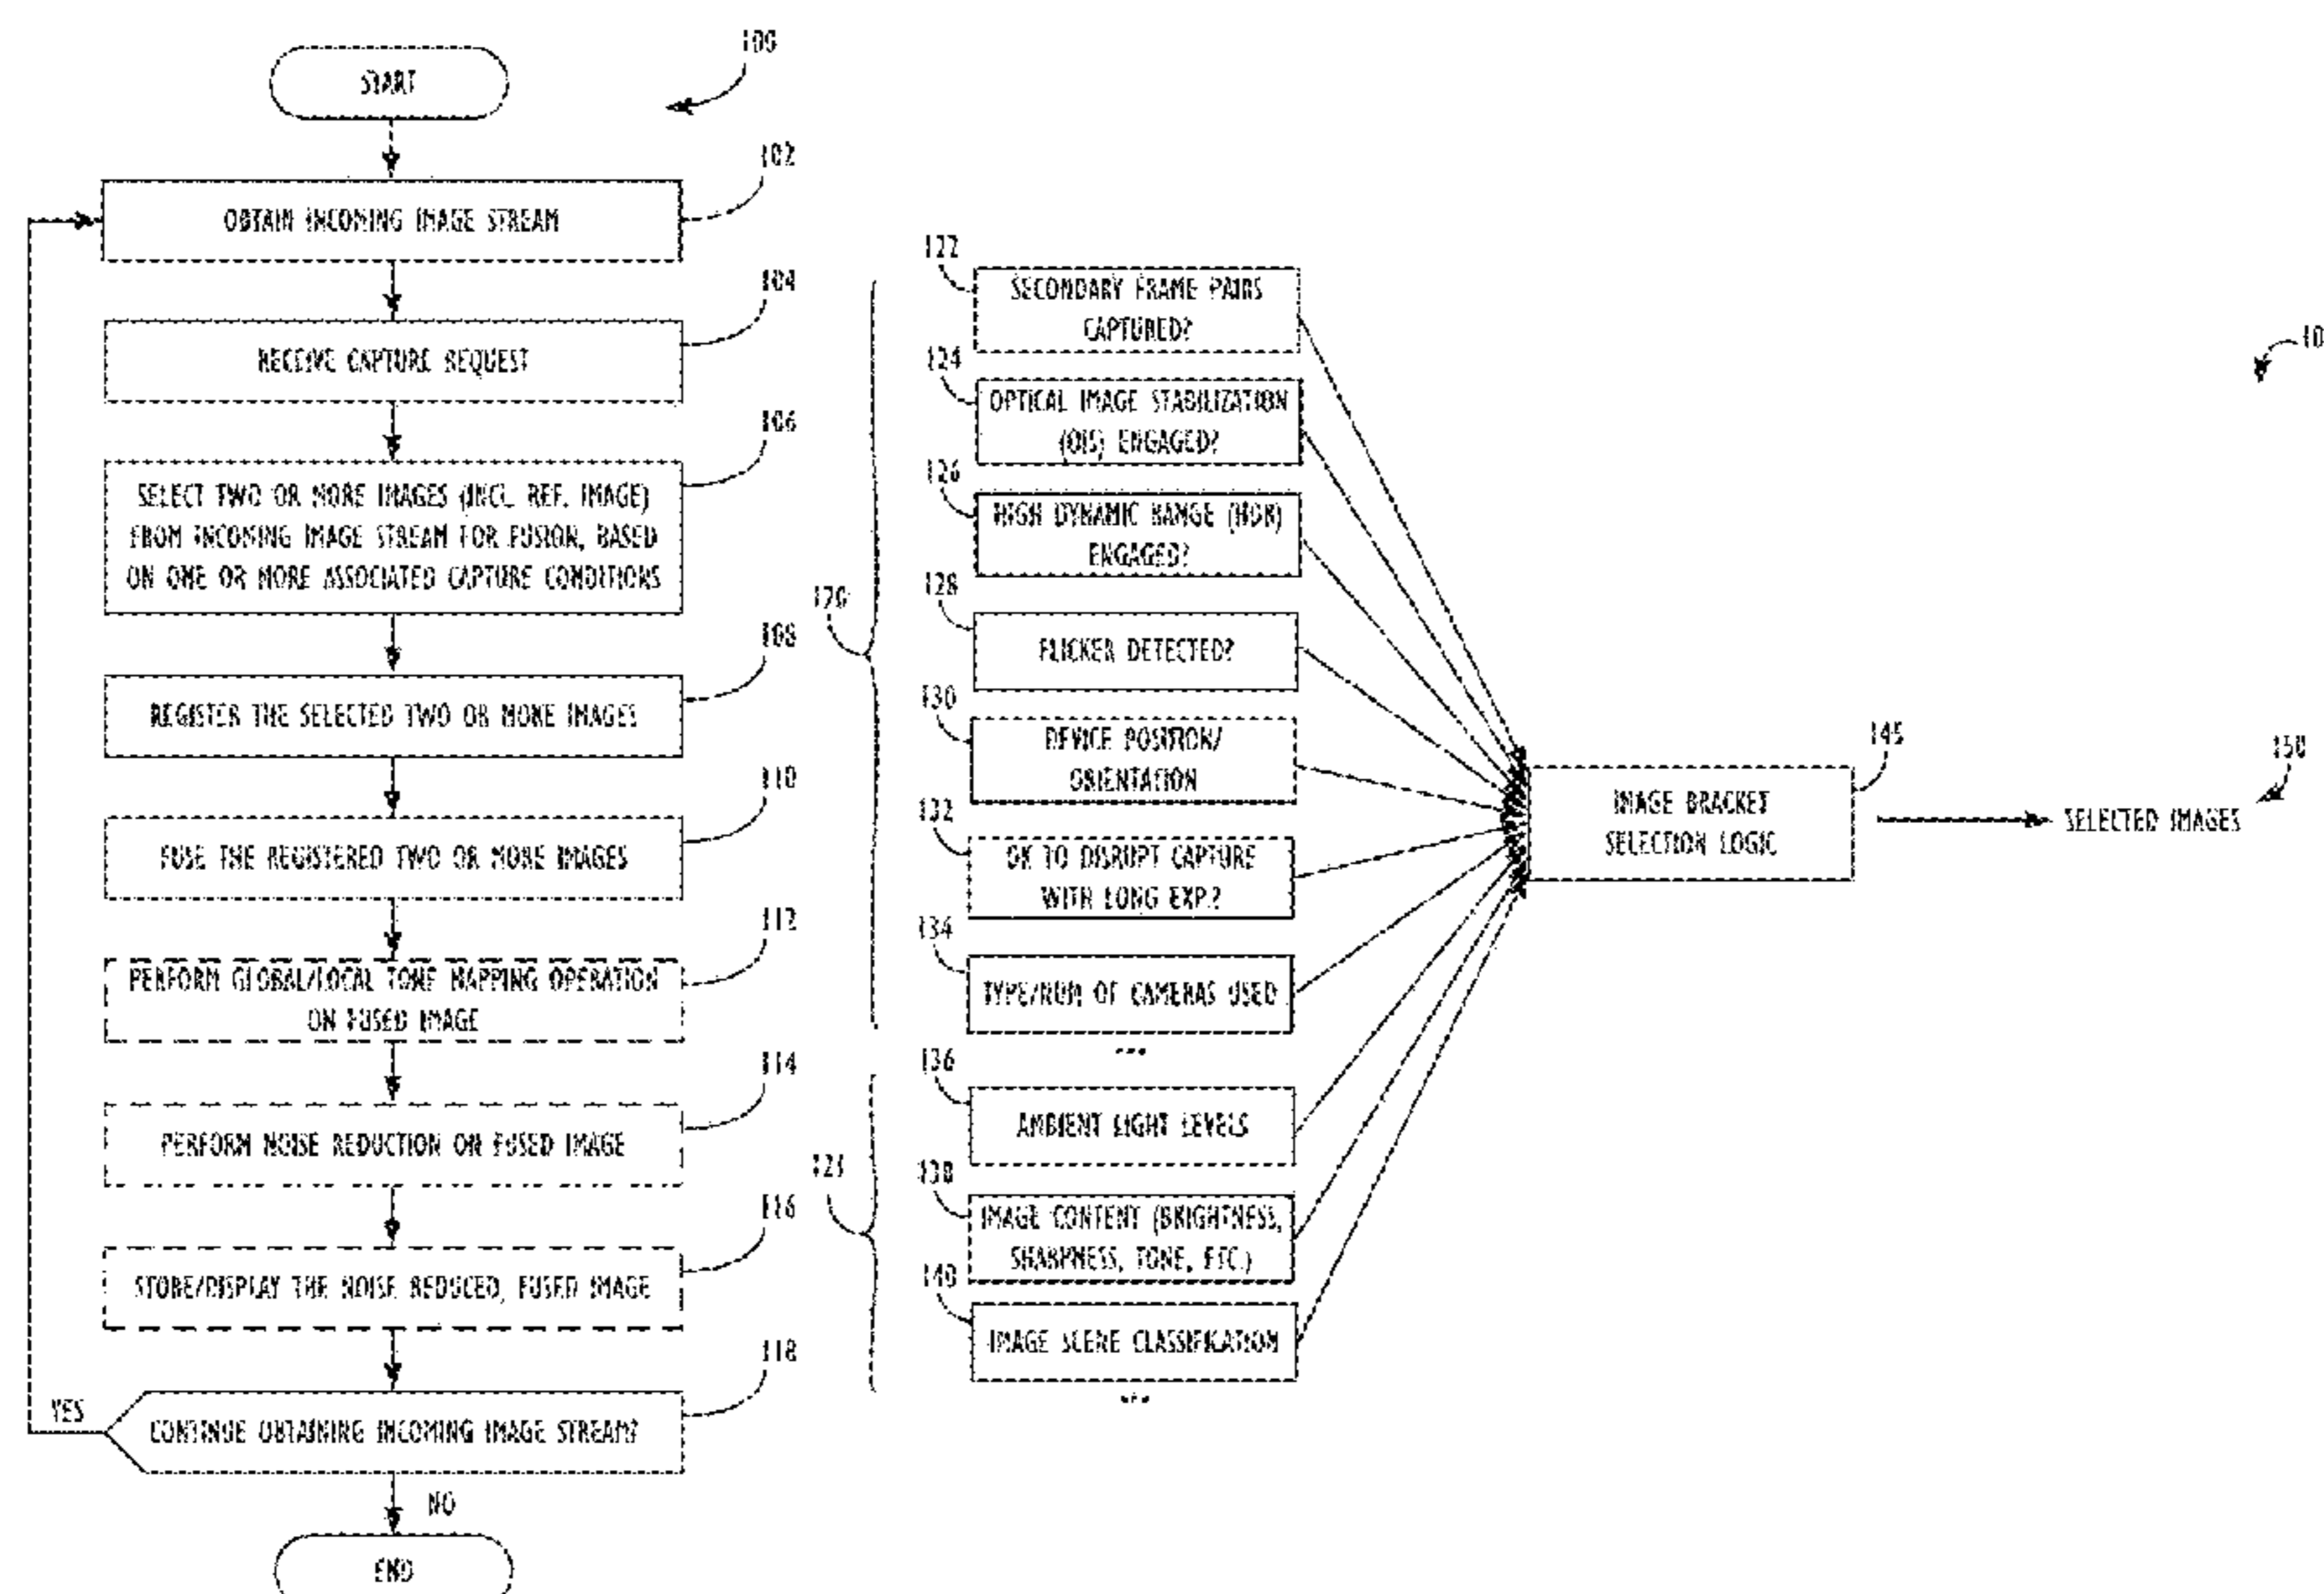 START
100
102
OBTAIN INCOMING IMAGE STREAM
104
RECEIVE CAPTURE REQUEST
106
SELECT TWO OR MORE IMAGES (INCL. REF. IMAGE)
FROM INCOMING IMAGE STREAM FOR FUSION, BASED
ON ONE OR MORE ASSOCIATED CAPTURE CONDITIONS
108
REGISTER THE SELECTED TWO OR MORE IMAGES
110
FUSE THE REGISTERED TWO OR MORE IMAGES
112
PERFORM GLOBAL/LOCAL TONE MAPPING OPERATION
ON FUSED IMAGE
114
PERFORM NOISE REDUCTION ON FUSED IMAGE
116
STORE/DISPLAY THE NOISE REDUCED, FUSED IMAGE
118
CONTINUE OBTAINING INCOMING IMAGE STREAM?
YES
NO
END
120
122
SECONDARY FRAME PAIRS
CAPTURED?
124
OPTICAL IMAGE STABILIZATION
(OIS) ENGAGED?
126
HIGH DYNAMIC RANGE (HDR)
ENGAGED?
128
FLICKER DETECTED?
130
DEVICE POSITION/
ORIENTATION
132
OK TO DISRUPT CAPTURE
WITH LONG EXP.?
134
TYPE/NUM OF CAMERAS USED
...
121
136
AMBIENT LIGHT LEVELS
138
IMAGE CONTENT (BRIGHTNESS,
SHARPNESS, TONE, ETC.)
140
IMAGE SCENE CLASSIFICATION
...
145
IMAGE BRACKET
SELECTION LOGIC
150
SELECTED IMAGES